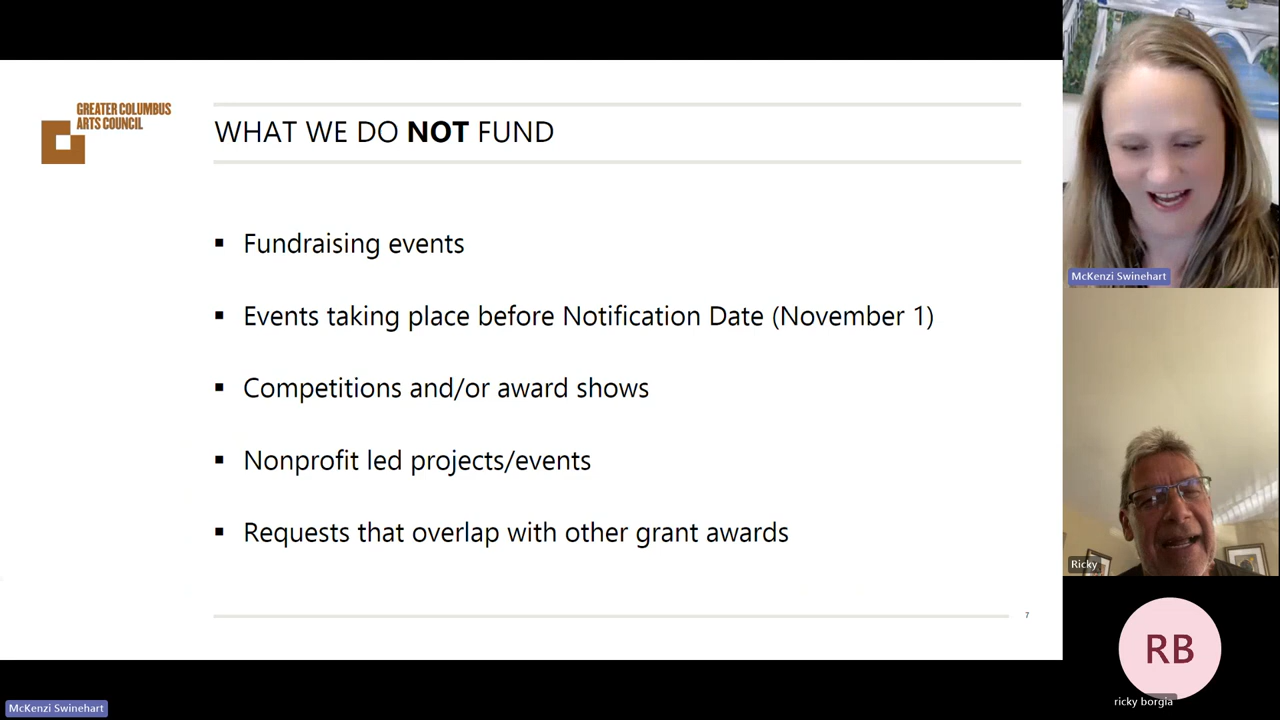 GREATER COLUMBUS
ARTS COUNCIL
WHAT WE DO NOT FUND
▪ Fundraising events
▪ Events taking place before Notification Date (November 1)
▪ Competitions and/or award shows
▪ Nonprofit led projects/events
▪ Requests that overlap with other grant awards
7
McKenzi Swinehart
Ricky
RB
ricky borgia
McKenzi Swinehart